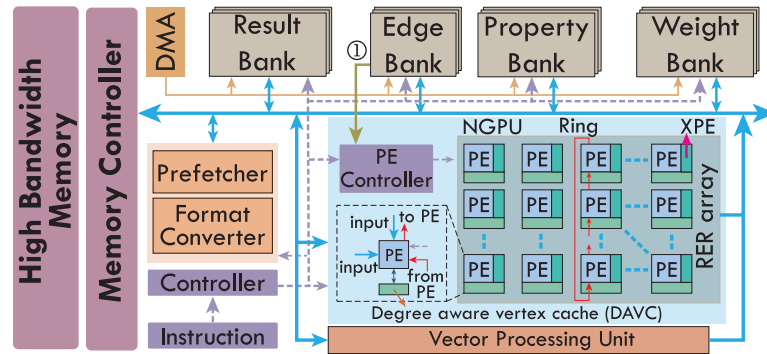 High Bandwidth
Memory
Memory Controller
DMA
Result
Bank
①
Edge
Bank
Property
Bank
Weight
Bank
Prefetcher
Format
Converter
Controller
Instruction
PE
Controller
NGPU
Ring
XPE
PE PE PE PE
PE PE PE PE
PE PE PE PE
RER array
to PE
input
input
PE
from
PE
Degree aware vertex cache (DAVC)
Vector Processing Unit